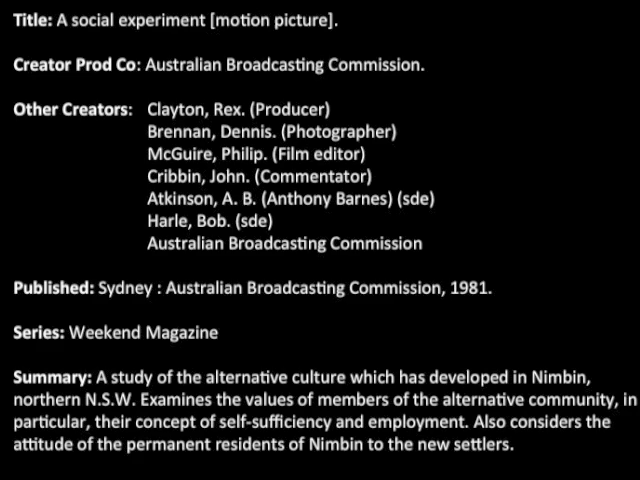 Title: A social experiment [motion picture].
Creator Prod Co: Australian Broadcasting Commission.
Other Creators: Clayton, Rex. (Producer)
Brennan, Dennis. (Photographer)
McGuire, Philip. (Film editor)
Cribbin, John. (Commentator)
Atkinson, A. B. (Anthony Barnes) (sde)
Harle, Bob. (sde)
Australian Broadcasting Commission
Published: Sydney : Australian Broadcasting Commission, 1981.
Series: Weekend Magazine
Summary: A study of the alternative culture which has developed in Nimbin,
northern N.S.W. Examines the values of members of the alternative community, in
particular, their concept of self-sufficiency and employment. Also considers the
attitude of the permanent residents of Nimbin to the new settlers.